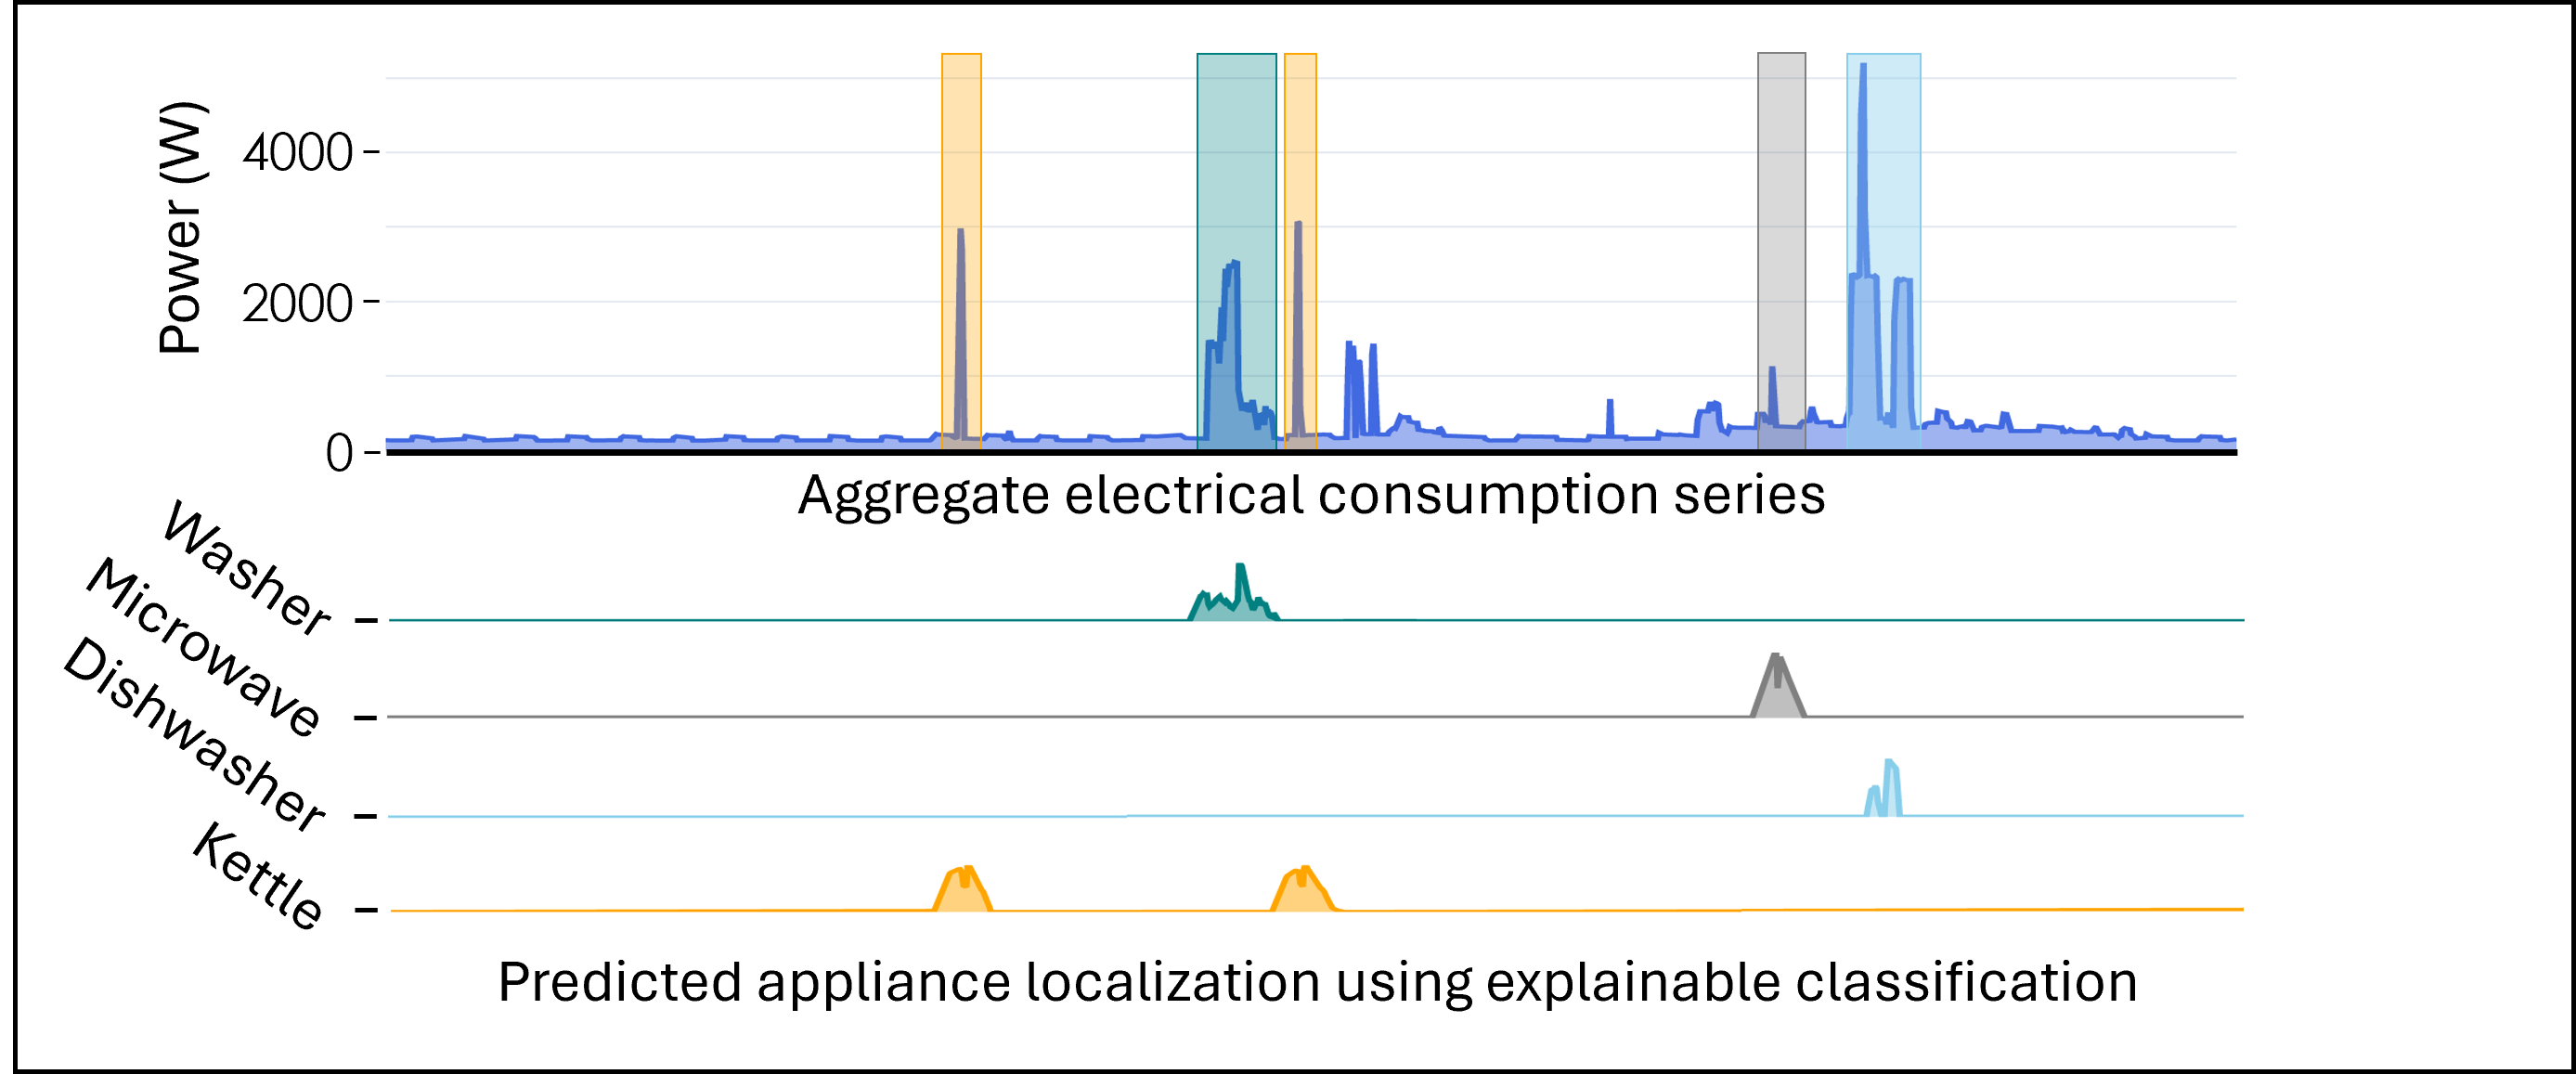 Power (W)
4000
2000
0
Aggregate electrical consumption series
Washer
Microwave
Dishwasher
Kettle
Predicted appliance localization using explainable classification